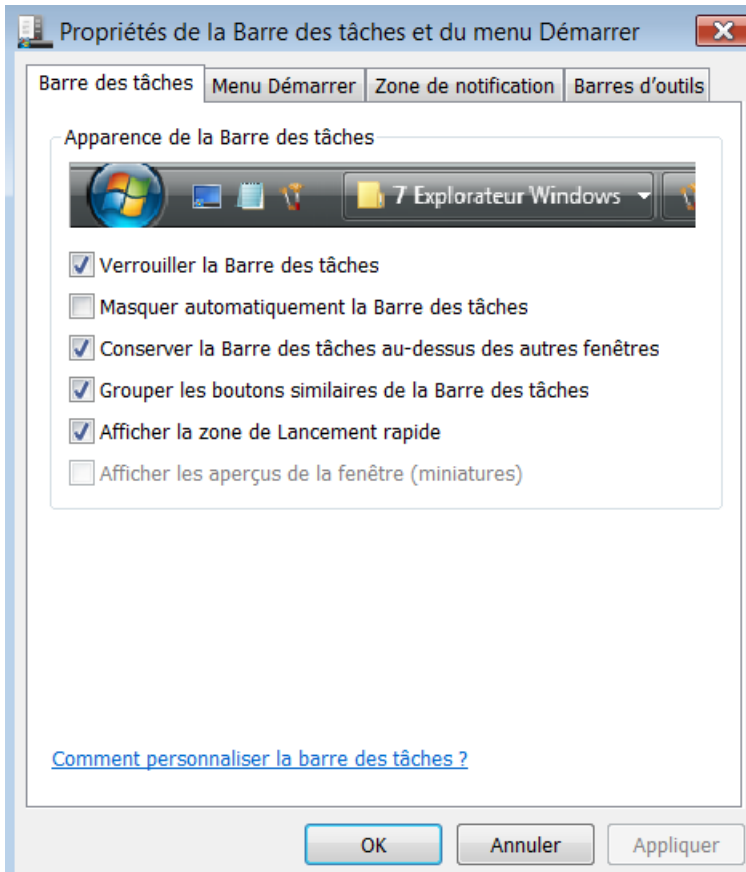 Propriétés de la Barre des tâches et du menu Démarrer
Barre des tâches Menu Démarrer Zone de notification Barres d'outils
Apparence de la Barre des tâches
7 Explorateur Windows
Verrouiller la Barre des tâches
Masquer automatiquement la Barre des tâches
Conserver la Barre des tâches au-dessus des autres fenêtres
Grouper les boutons similaires de la Barre des tâches
Afficher la zone de Lancement rapide
Afficher les aperçus de la fenêtre (miniatures)
Comment personnaliser la barre des tâches ?
OK Annuler Appliquer